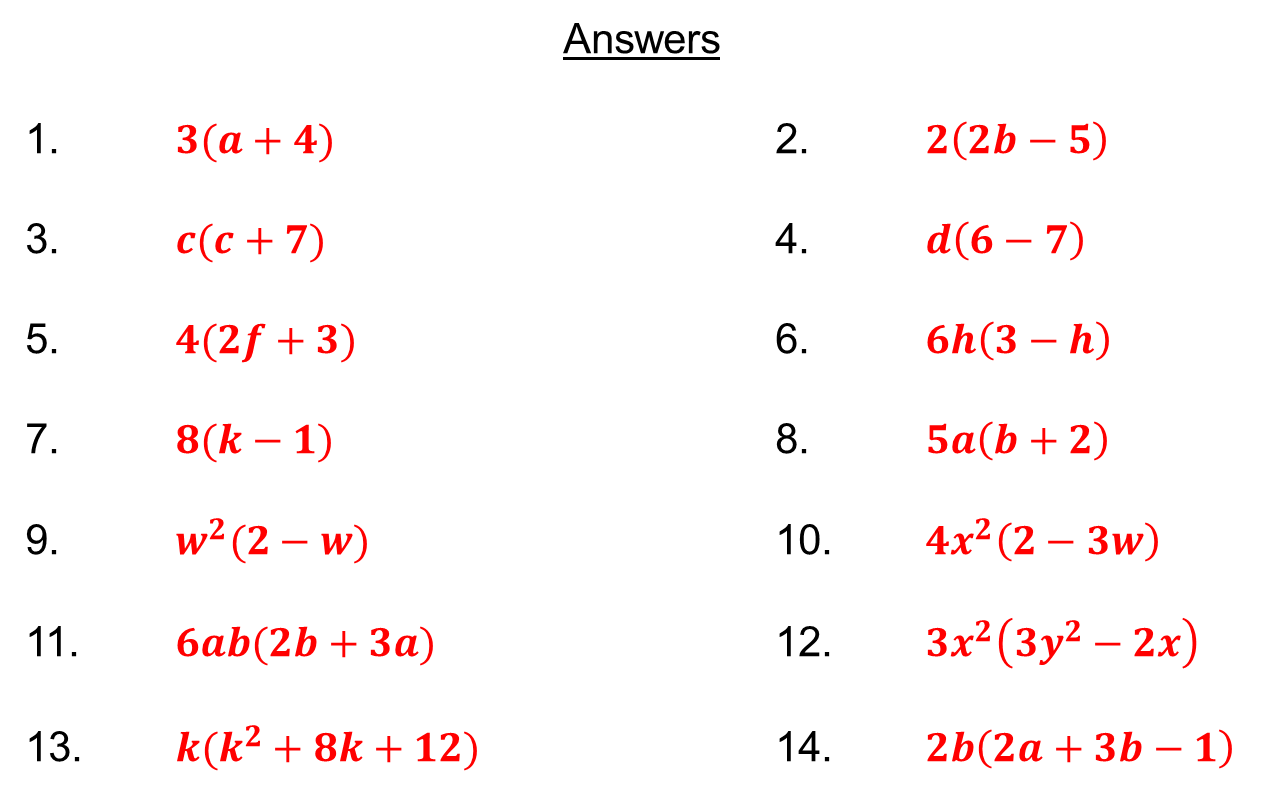 Answers
1. 3(a + 4) 2. 2(2b − 5)
3. c(c + 7) 4. d(6 − 7)
5. 4(2f + 3) 6. 6h(3 − h)
7. 8(k − 1) 8. 5a(b + 2)
9. w²(2 − w) 10. 4x²(2 − 3w)
11. 6ab(2b + 3a) 12. 3x²(3y² − 2x)
13. k(k² + 8k + 12) 14. 2b(2a + 3b − 1)